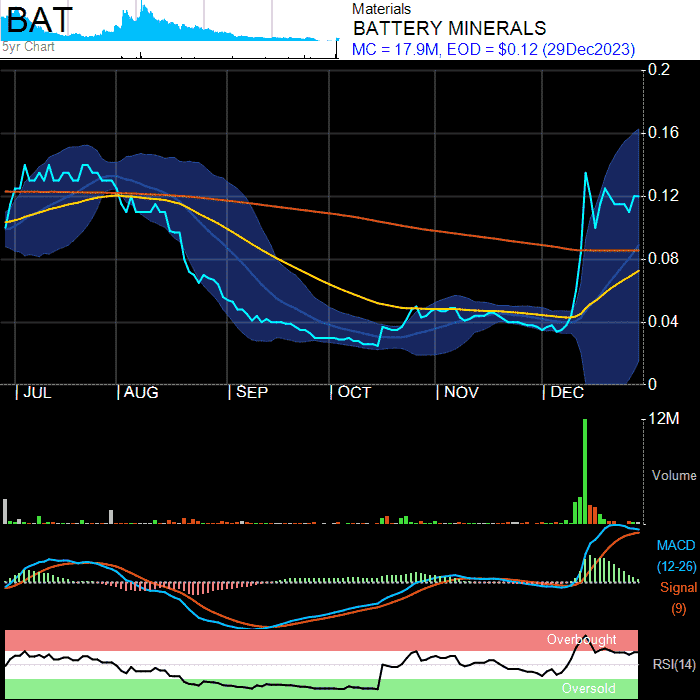 BAT
5yr Chart
Materials
BATTERY MINERALS
MC = 17.9M, EOD = $0.12 (29Dec2023)
0.2
0.16
0.12
0.08
0.04
0
JUL AUG SEP OCT NOV DEC
12M
Volume
MACD
(12-26)
Signal
(9)
Overbought
RSI(14)
Oversold